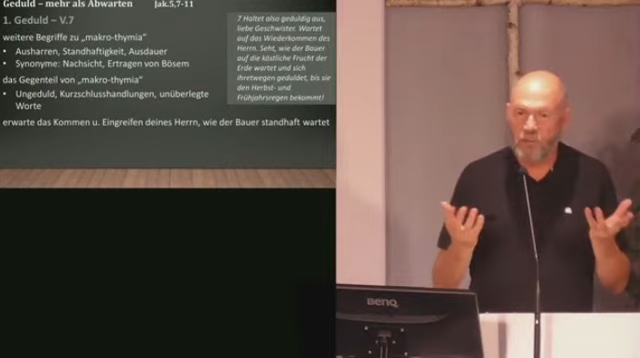 Geduld – mehr als Abwarten Jak.5,7-11
1. Geduld – V.7
weitere Begriffe zu „makro-thymia"
• Ausharren, Standhaftigkeit, Ausdauer
• Synonyme: Nachsicht, Ertragen von Bösem
das Gegenteil von „makro-thymia"
• Ungeduld, Kurzschlusshandlungen, unüberlegte
Worte
erwarte das Kommen u. Eingreifen deines Herrn, wie der Bauer standhaft wartet
7 Haltet also geduldig aus,
liebe Geschwister. Wartet
auf das Wiederkommen des
Herrn. Seht, wie der Bauer
auf die köstliche Frucht der
Erde wartet und sich
ihretwegen geduldet, bis sie
den Herbst- und
Frühjahrsregen bekommt!
BENQ